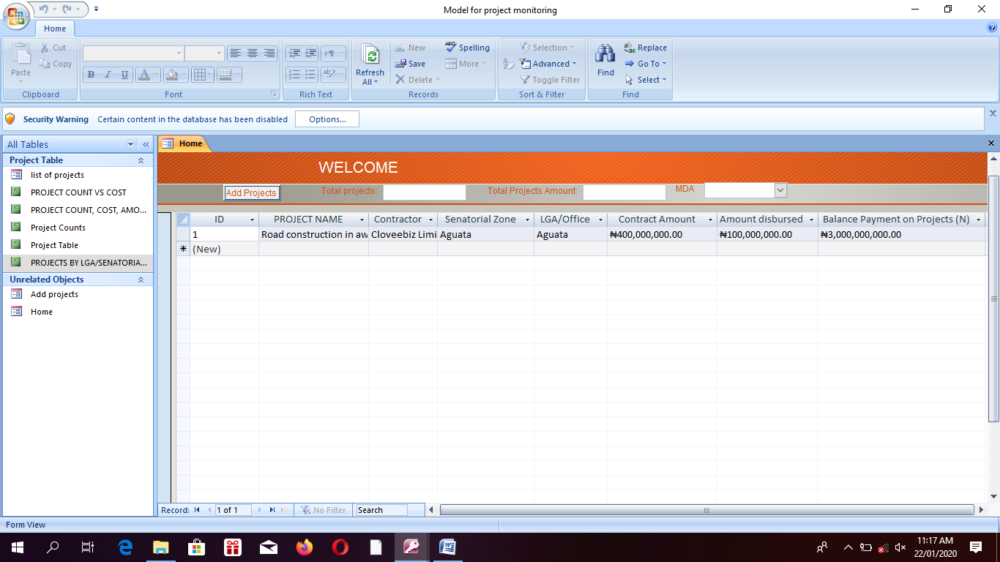 Model for project monitoring
Home
Cut
Copy
Paste
Clipboard
B I U A
Font
ab
Rich Text
Refresh All
New
Save
Delete
ABC Spelling
More
Records
Selection
Advanced
Toggle Filter
Sort & Filter
Find
Replace
Go To
Select
Find
Security Warning Certain content in the database has been disabled Options...
All Tables
Project Table
list of projects
PROJECT COUNT VS COST
PROJECT COUNT, COST, AMO...
Project Counts
Project Table
PROJECTS BY LGA/SENATORIA...
Unrelated Objects
Add projects
Home
Home
WELCOME
Add Projects Total projects: Total Projects Amount: MDA
ID PROJECT NAME Contractor Senatorial Zone LGA/Office Contract Amount Amount disbursed Balance Payment on Projects (N)
1 Road construction in aw Cloveebiz Limi Aguata Aguata ₦400,000,000.00 ₦100,000,000.00 ₦3,000,000,000.00
* (New)
Record: 1 of 1 No Filter Search
Form View
11:17 AM
22/01/2020